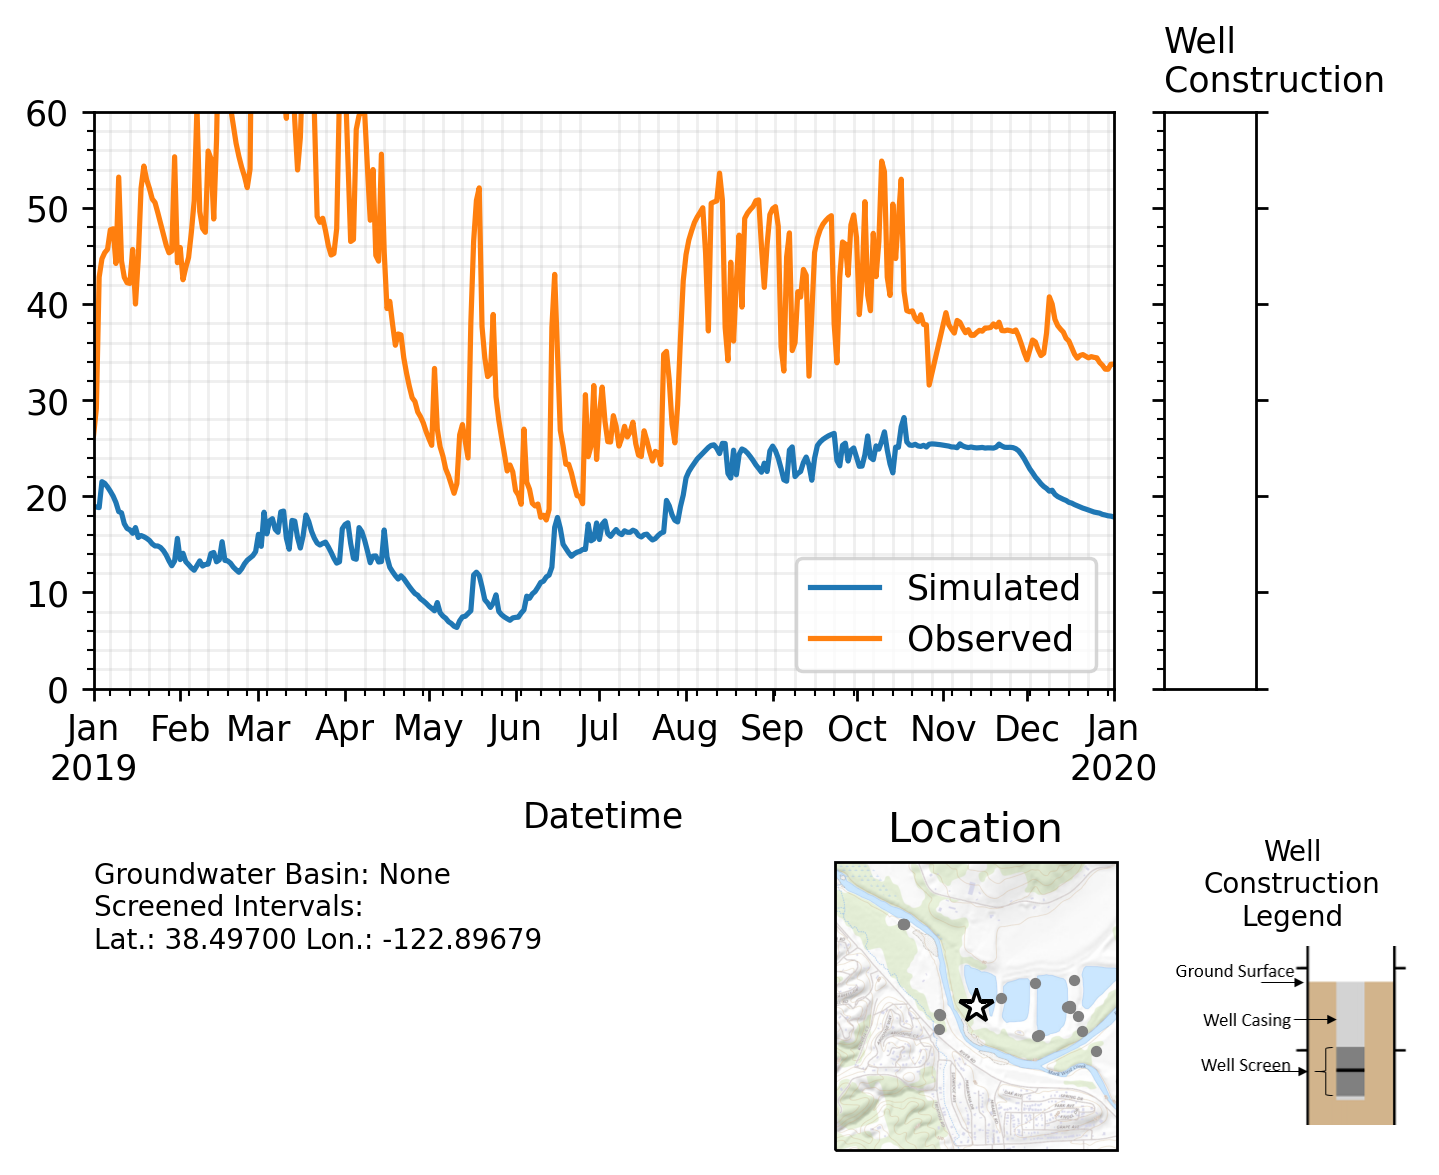 Well
Construction
60
50
40
30
20
10
0
Jan
2019
Feb
Mar
Apr
May
Jun
Jul
Aug
Sep
Oct
Nov
Dec
Jan
2020
Simulated
Observed
Datetime
Groundwater Basin: None
Screened Intervals:
Lat.: 38.49700 Lon.: -122.89679
Location
Well
Construction
Legend
Ground Surface
Well Casing
Well Screen